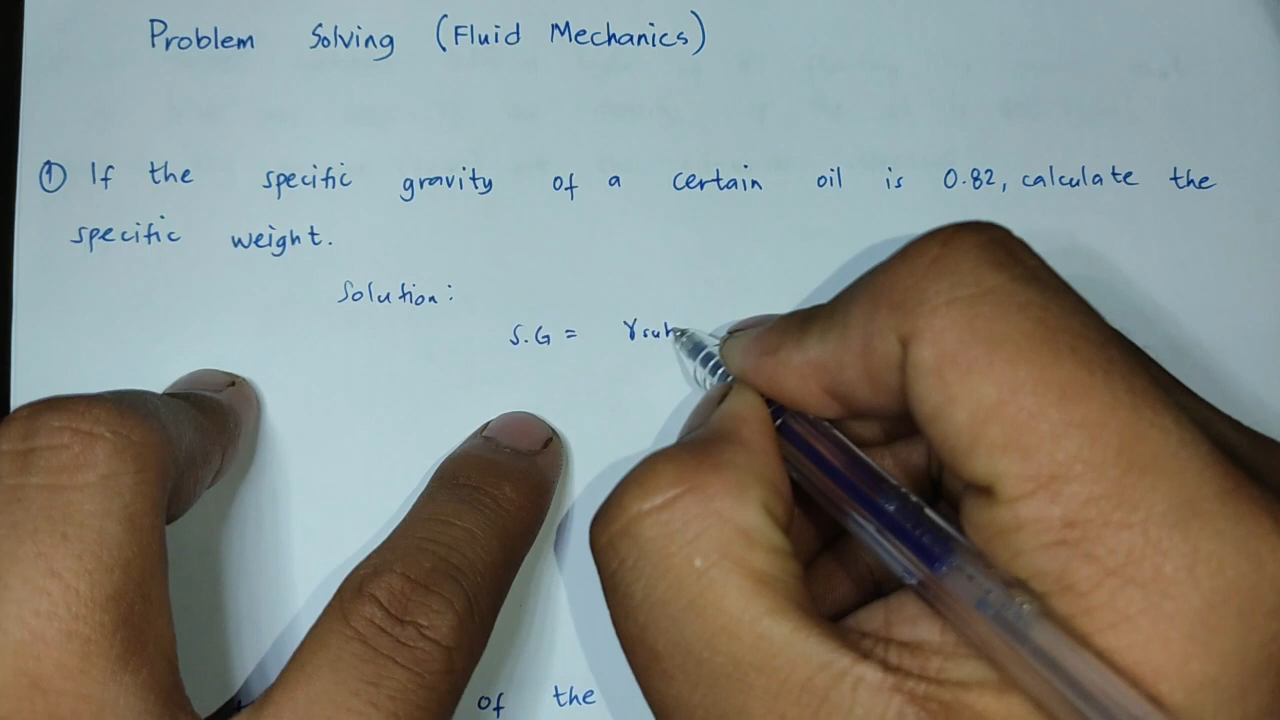 Problem Solving (Fluid Mechanics)
① If the specific gravity of a certain oil is 0.82, calculate the
specific weight.
Solution:
S.G = γsub
of the